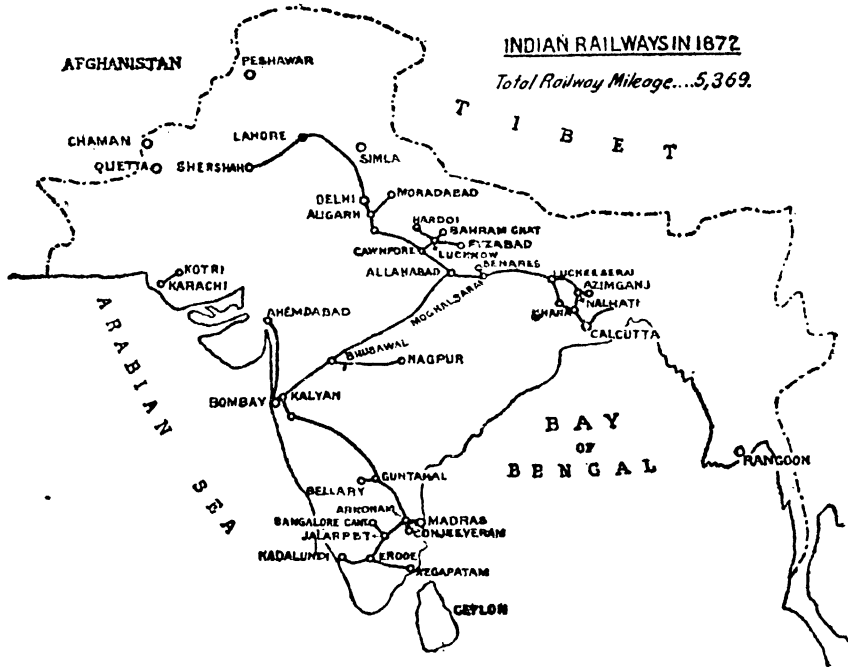 INDIAN RAILWAYS IN 1872
Total Railway Mileage....5,369.
AFGHANISTAN
PESHAWAR
TIBET
CHAMAN
LAHORE
SIMLA
QUETTA
SHERSHAH
DELHI
MORADABAD
ALIGARH
HARDOI
BAHRAM GHAT
CAWNPORE
FYZABAD
LUCKNOW
BENARES
ALLAHABAD
LUCKEESERAI
AZIMGANJ
NALHATI
KHANA
CALCUTTA
MOGHALSARAI
KOTRI
KARACHI
AHEMDABAD
BHUSAWAL
NAGPUR
BOMBAY
KALYAN
ARABIAN SEA
BAY
OF
BENGAL
RANGOON
GUNTAKAL
BELLARY
ARKONAM
BANGALORE CANT
MADRAS
CONJEEVERAM
JALARPET
KADALUNDI
ERODE
NEGAPATAM
CEYLON